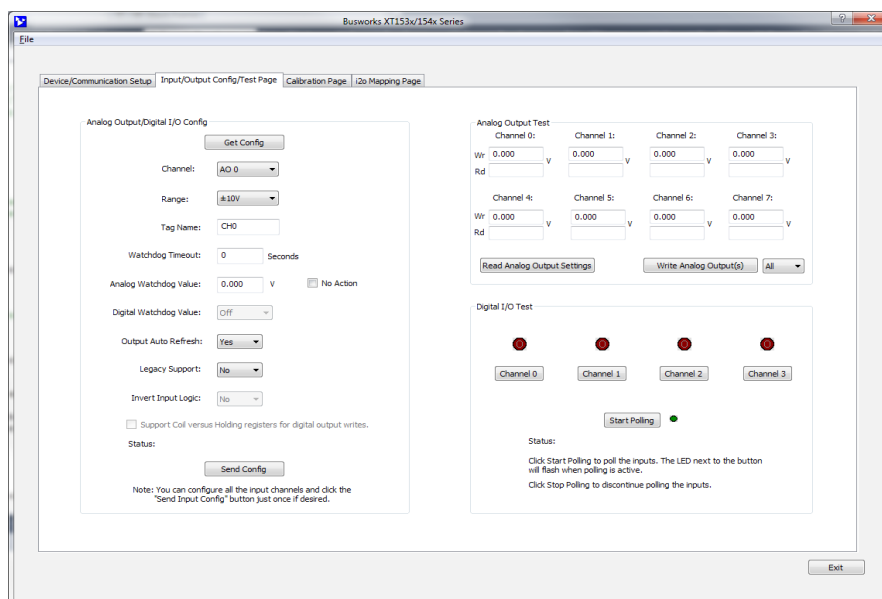 Busworks XT153x/154x Series
File
Device/Communication Setup
Input/Output Config/Test Page
Calibration Page
i2o Mapping Page
Analog Output/Digital I/O Config
Get Config
Channel: AO 0
Range: ±10V
Tag Name: CH0
Watchdog Timeout: 0 Seconds
Analog Watchdog Value: 0.000 V No Action
Digital Watchdog Value: Off
Output Auto Refresh: Yes
Legacy Support: No
Invert Input Logic: No
Support Coil versus Holding registers for digital output writes.
Status:
Send Config
Note: You can configure all the input channels and click the
"Send Input Config" button just once if desired.
Analog Output Test
Channel 0: Channel 1: Channel 2: Channel 3:
Wr 0.000 V 0.000 V 0.000 V 0.000 V
Rd
Channel 4: Channel 5: Channel 6: Channel 7:
Wr 0.000 V 0.000 V 0.000 V 0.000 V
Rd
Read Analog Output Settings Write Analog Output(s) All
Digital I/O Test
Channel 0 Channel 1 Channel 2 Channel 3
Start Polling
Status:
Click Start Polling to poll the inputs. The LED next to the button
will flash when polling is active.
Click Stop Polling to discontinue polling the inputs.
Exit